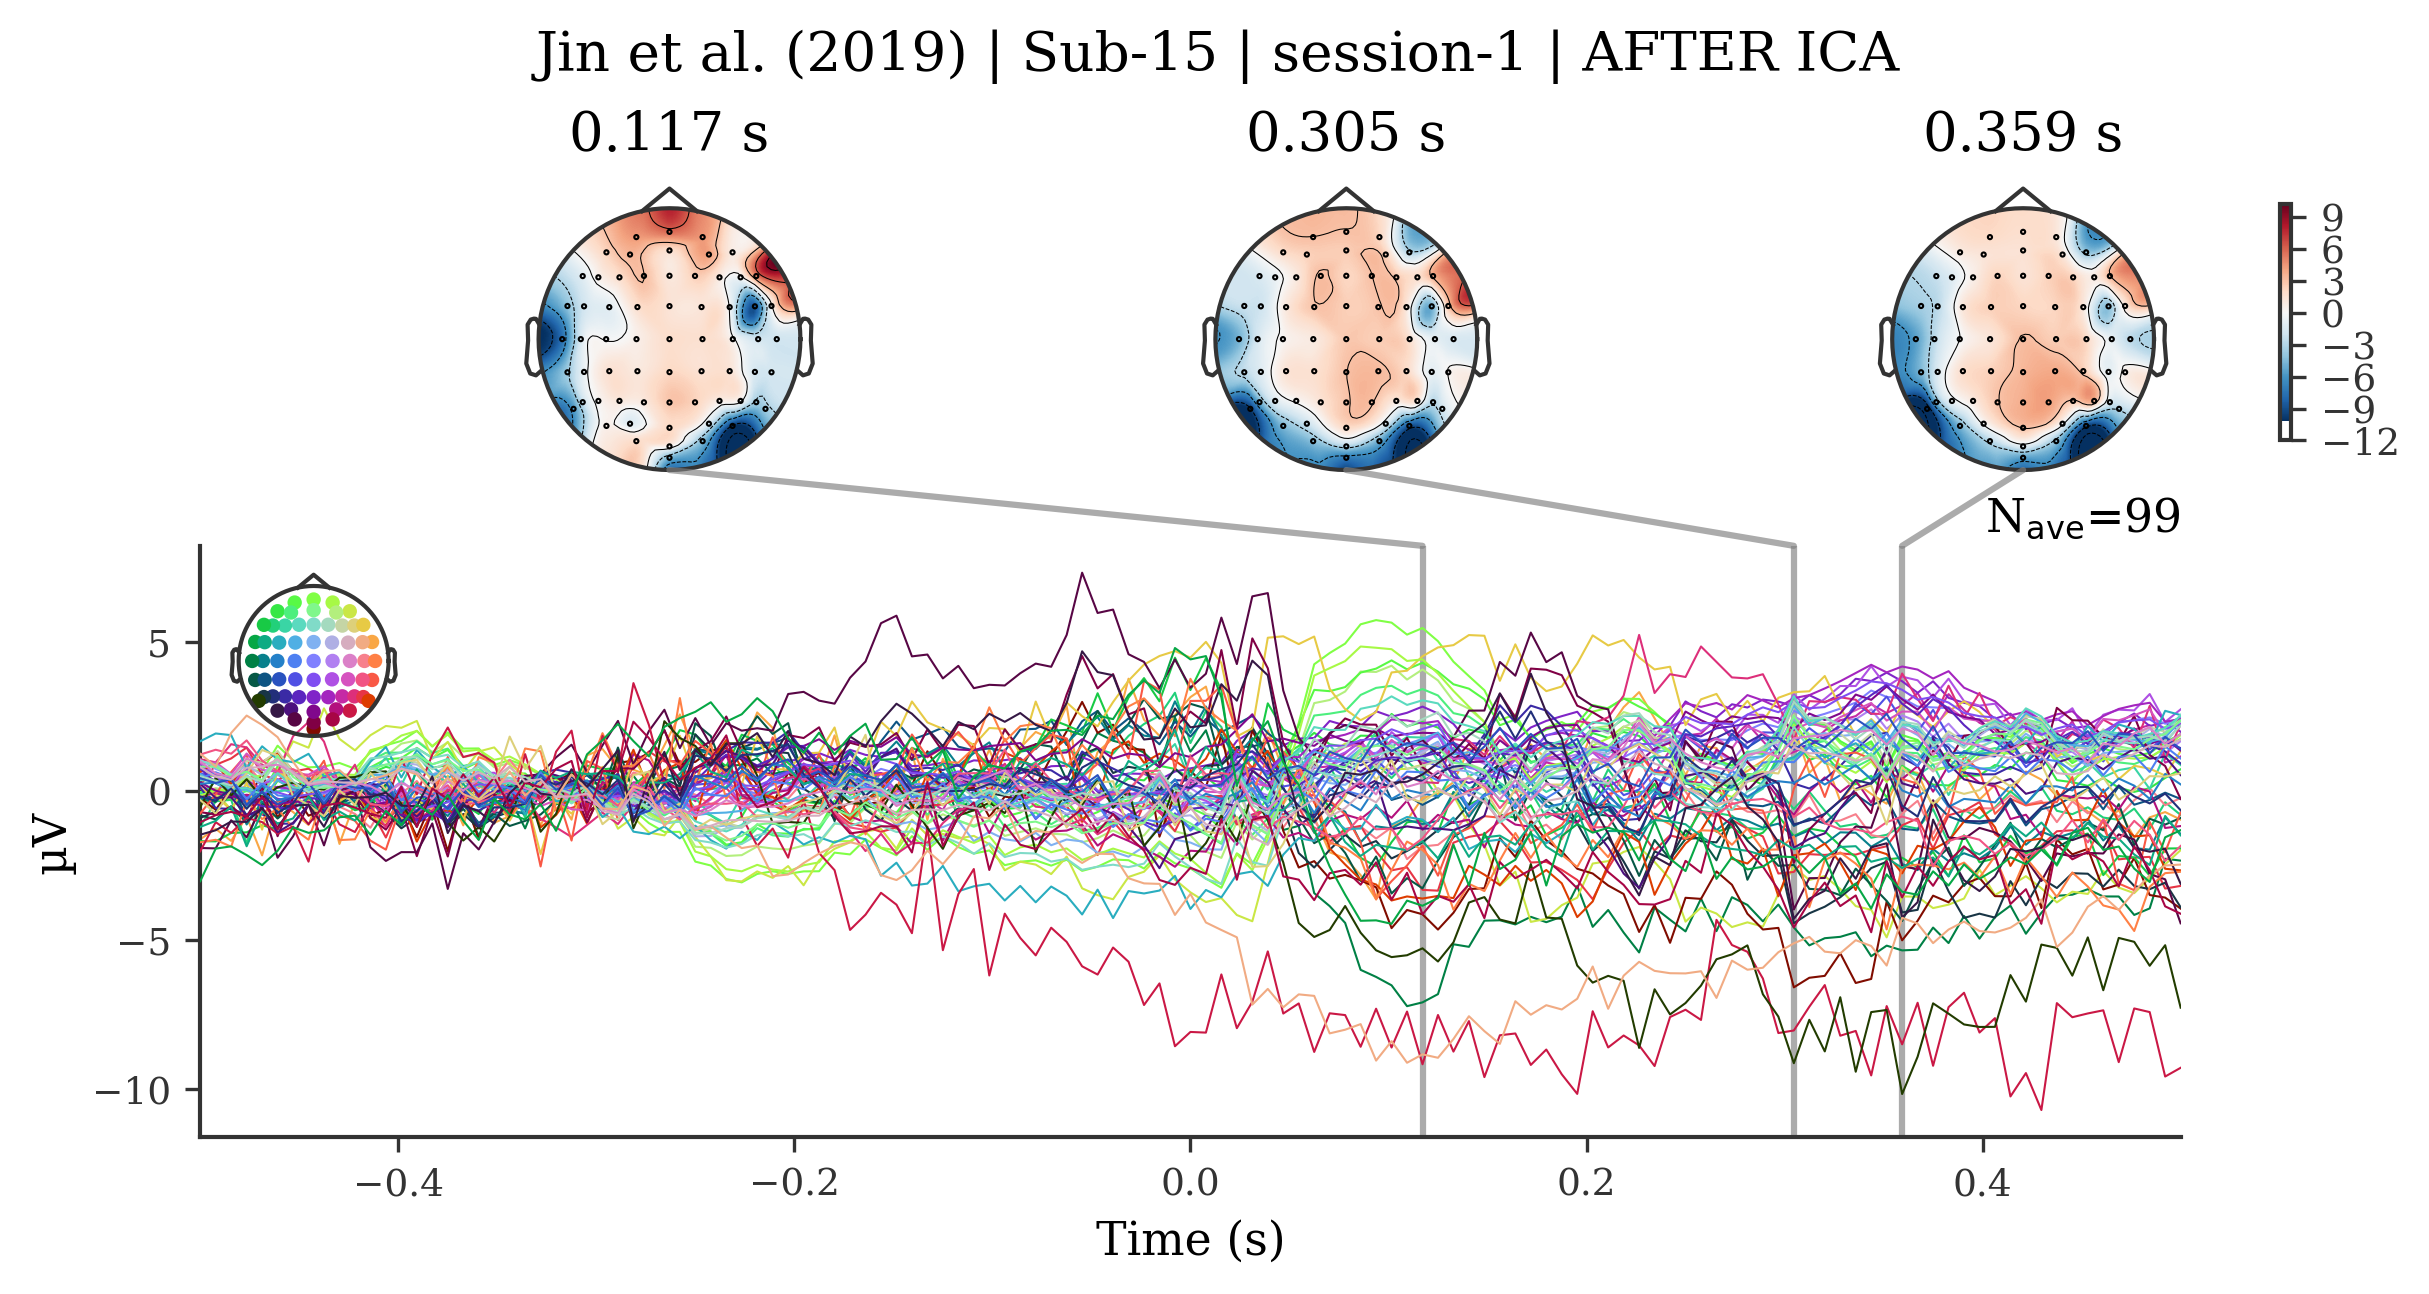 Jin et al. (2019) | Sub-15 | session-1 | AFTER ICA
0.117 s
0.305 s
0.359 s
9
6
3
0
−3
−6
−9
−12
Nave=99
5
0
−5
−10
µV
−0.4
−0.2
0.0
0.2
0.4
Time (s)